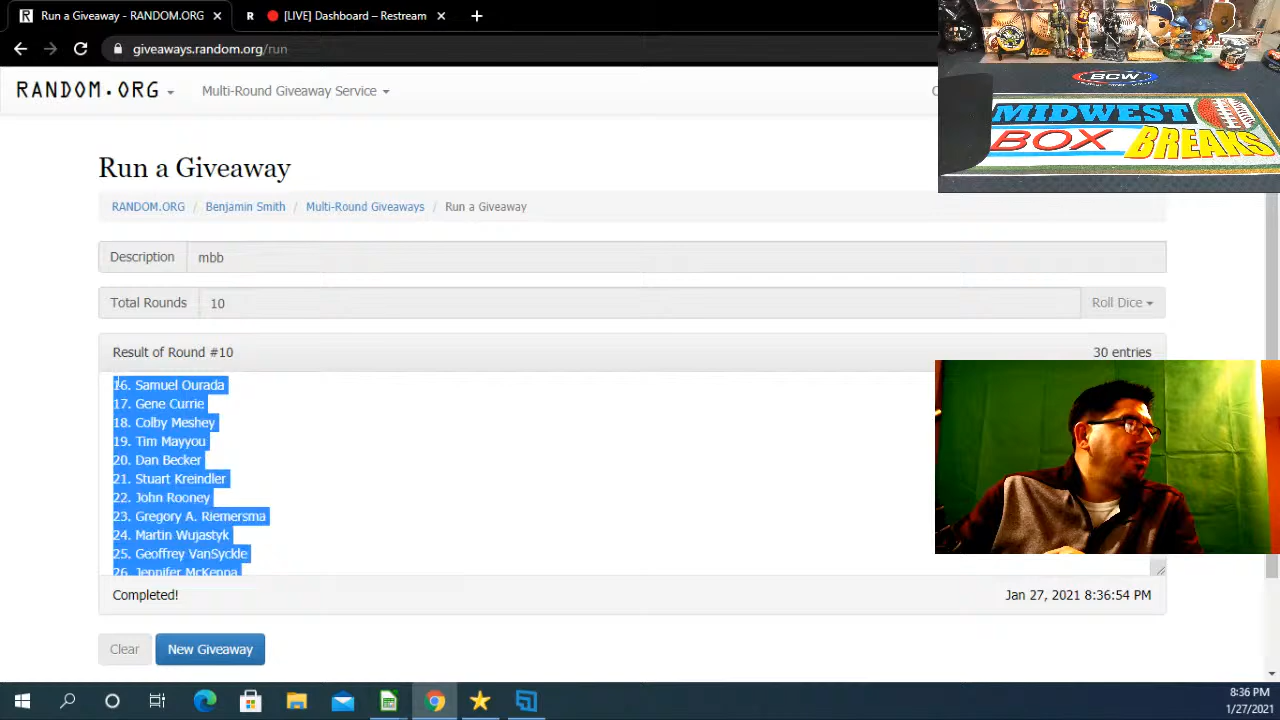 Run a Giveaway - RANDOM.ORG
R [LIVE] Dashboard – Restream
giveaways.random.org/run
RANDOM.ORG
Multi-Round Giveaway Service
BCW
MIDWEST
BOX BREAKS
Run a Giveaway
RANDOM.ORG / Benjamin Smith / Multi-Round Giveaways / Run a Giveaway
Description mbb
Total Rounds 10 Roll Dice
Result of Round #10 30 entries
16. Samuel Ourada
17. Gene Currie
18. Colby Meshey
19. Tim Mayyou
20. Dan Becker
21. Stuart Kreindler
22. John Rooney
23. Gregory A. Riemersma
24. Martin Wujastyk
25. Geoffrey VanSyckle
26. Jennifer McKenna
Completed! Jan 27, 2021 8:36:54 PM
Clear New Giveaway
8:36 PM
1/27/2021